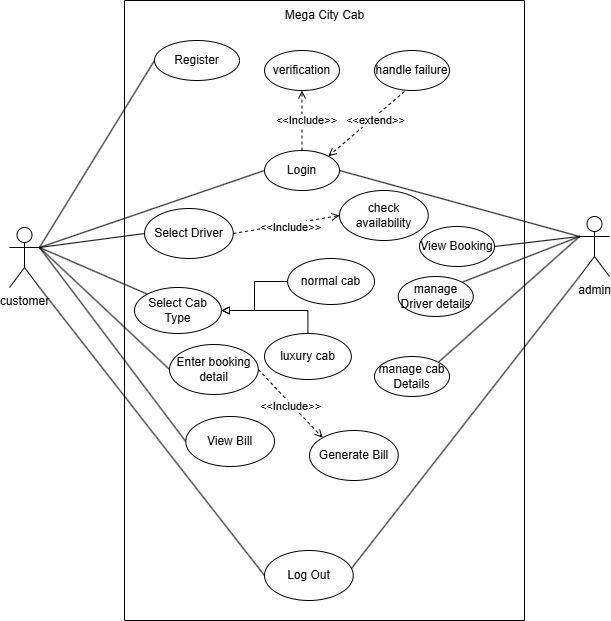 Mega City Cab
Register
verification
handle failure
<<Include>>
<<extend>>
Login
check
availability
Select Driver
<<Include>>
View Booking
customer
admin
normal cab
manage
Driver details
Select Cab
Type
luxury cab
Enter booking
detail
manage cab
Details
<<Include>>
View Bill
Generate Bill
Log Out